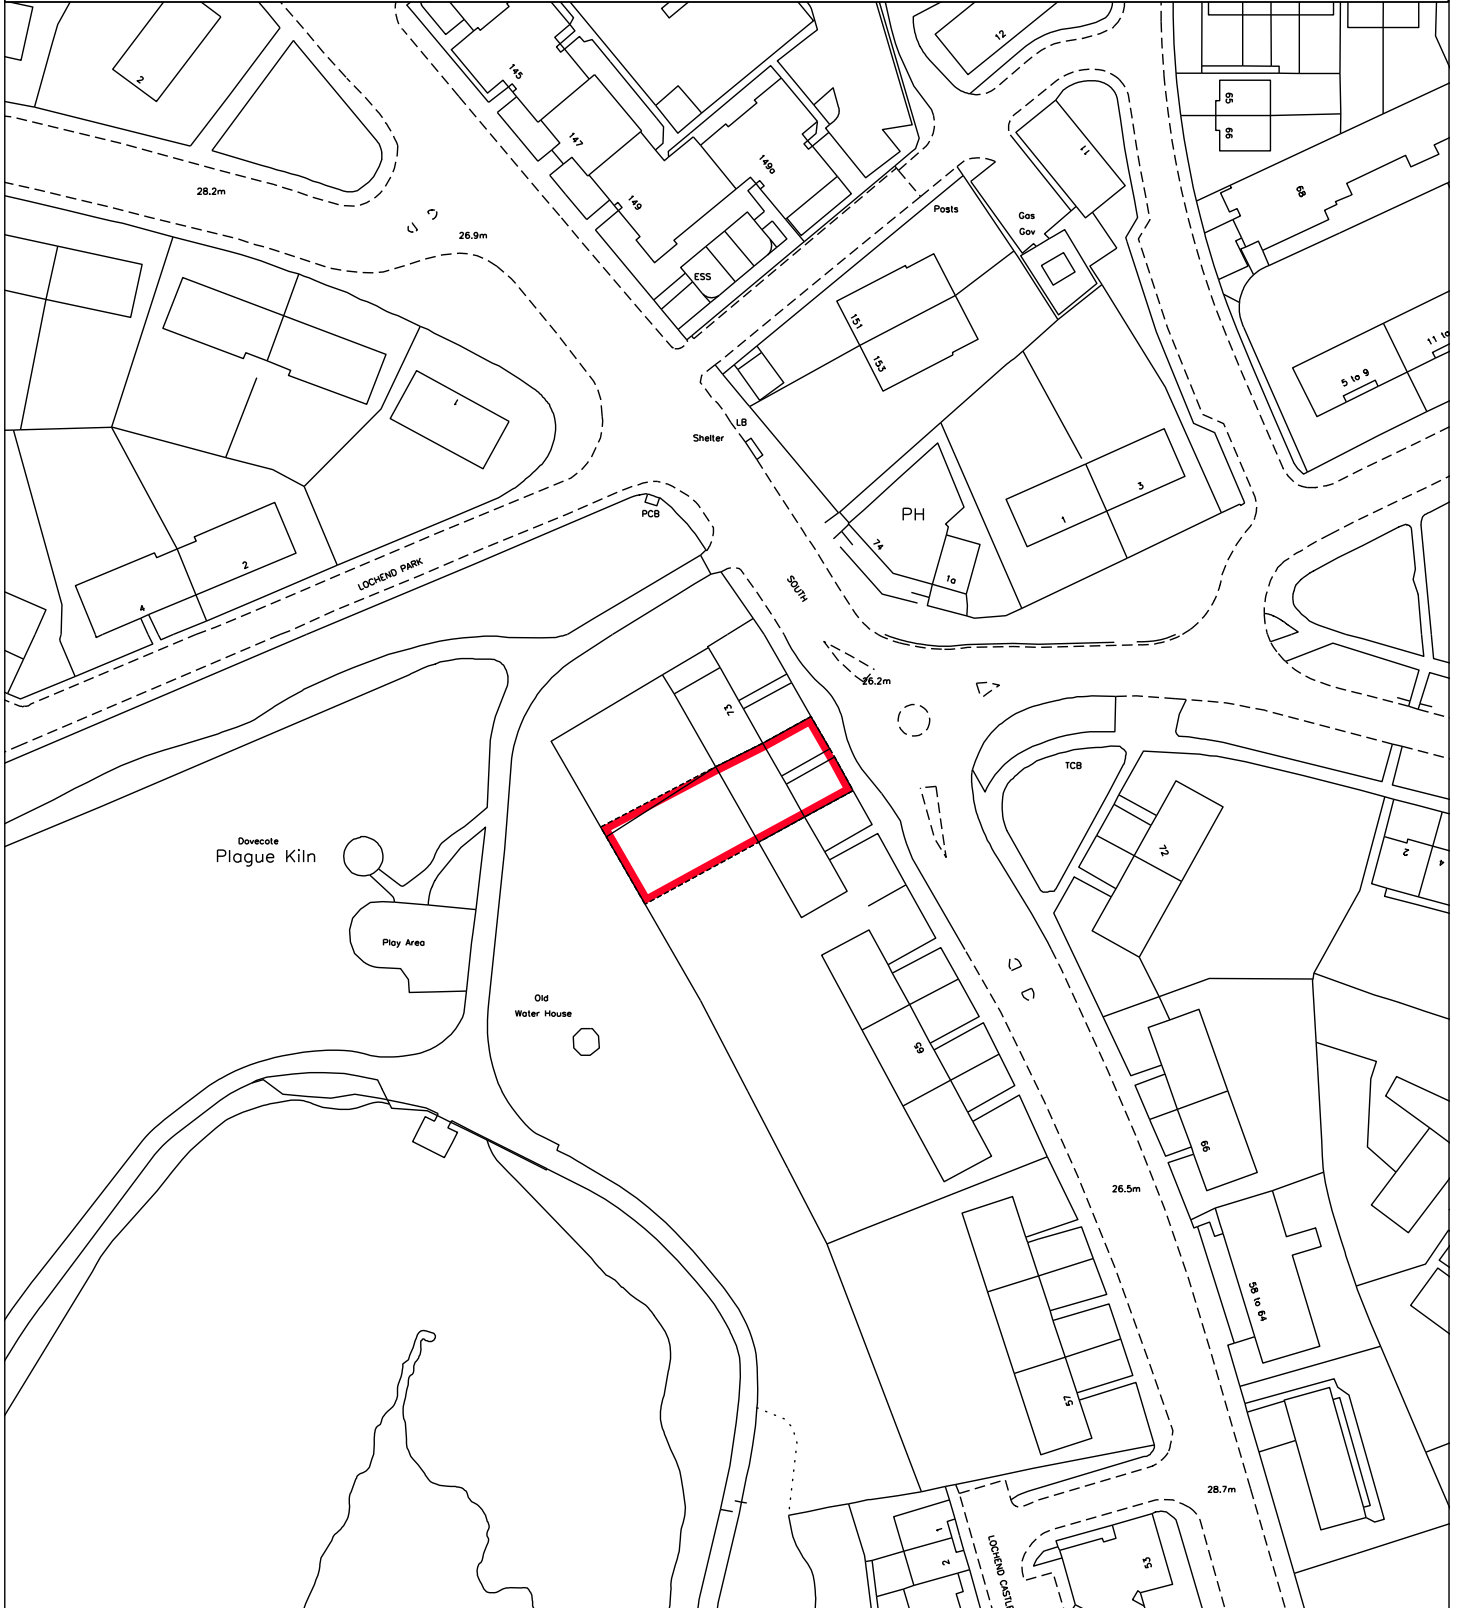 12
145
2
65
66
147
149a
11
28.2m
149
68
Posts
Gas
Gov
26.9m
ESS
151
153
11 to
5 to 9
1
LB
Shelter
3
PCB
PH
1
74
2
LOCHEND PARK
1a
SOUTH
4
26.2m
73
TCB
Dovecote
Plague Kiln
72
2
4
Play Area
Old
Water House
65
66
26.5m
58 to 64
57
28.7m
1
2
LOCHEND CASTLE
53